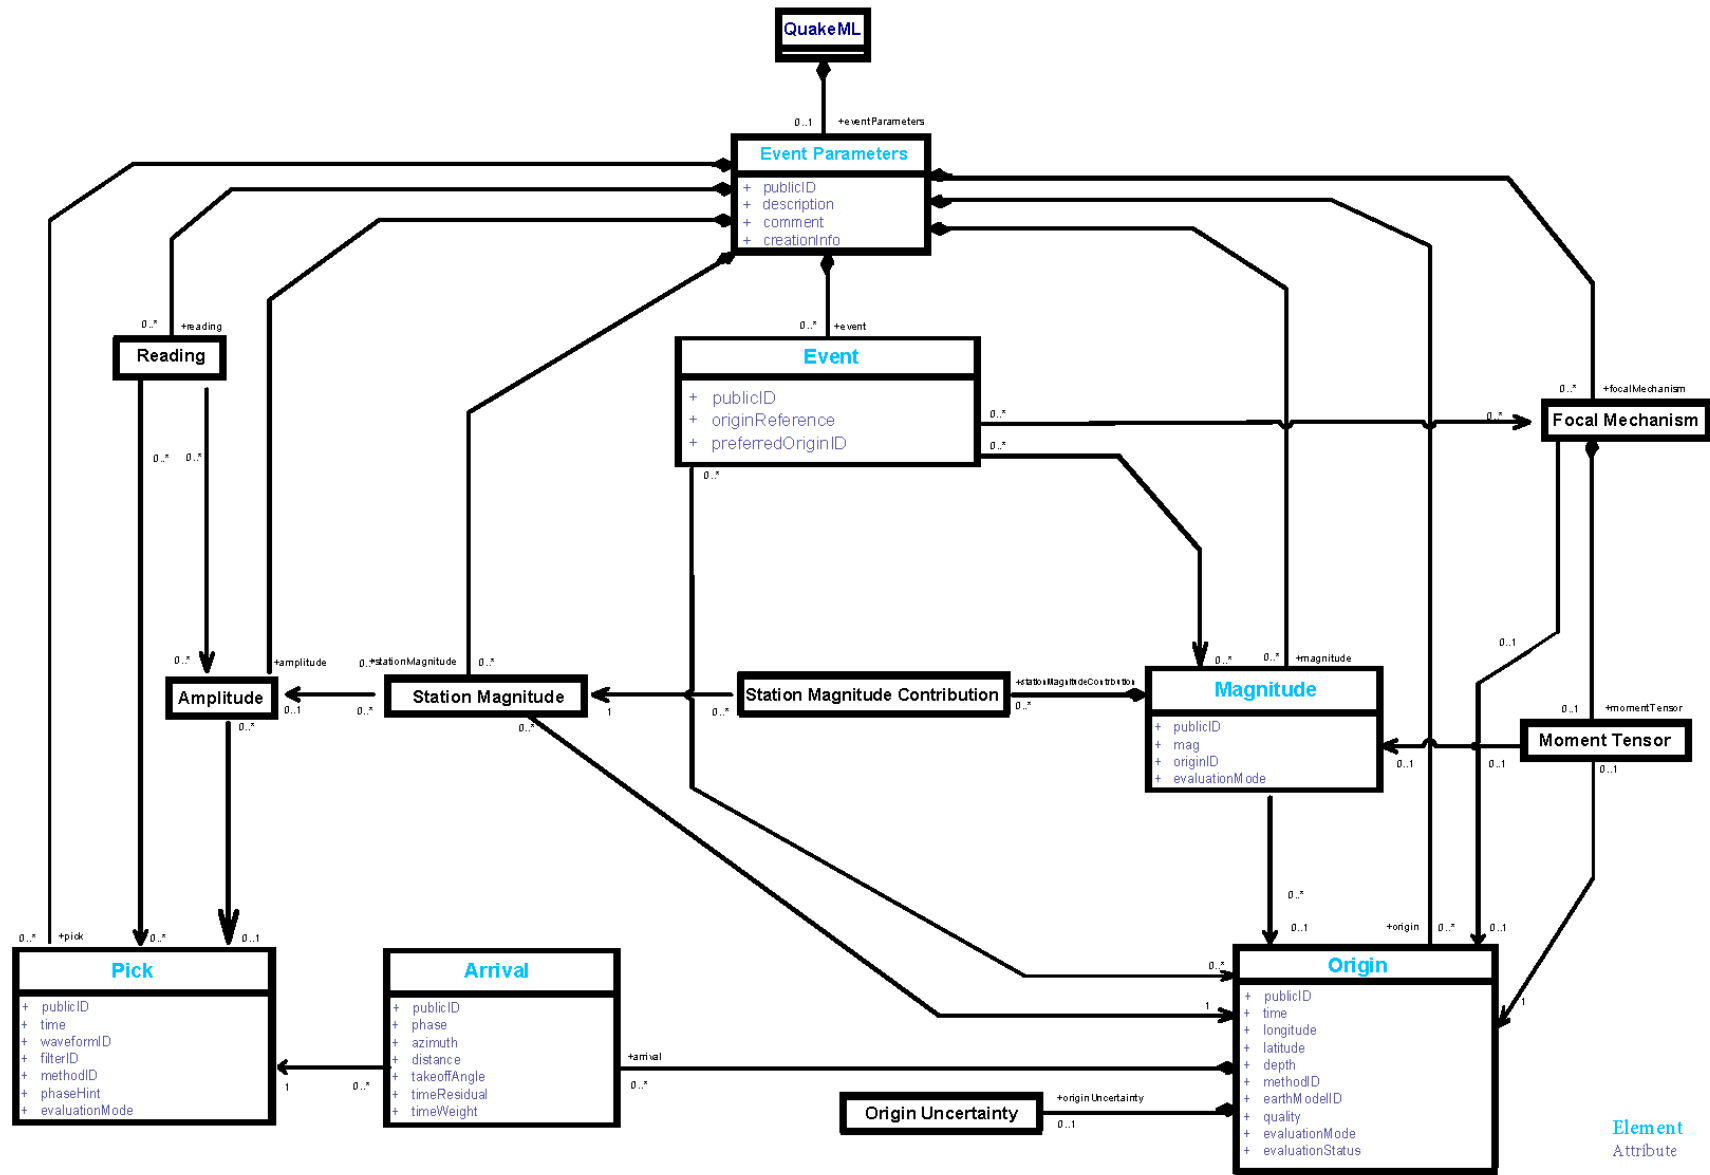 QuakeML
0..1 +eventParameters
Event Parameters
+ publicID
+ description
+ comment
+ creationInfo
0..* +reading
Reading
0..* +event
Event
+ publicID
+ originReference
+ preferredOriginID
0..*
0..*
0..*
0..*
0..* +focalMechanism
Focal Mechanism
0..*
0..*
0..*
+amplitude
Amplitude
0..1
0..*
0..*
+stationMagnitude
0..*
Station Magnitude
0..*
0..*
1
0..*
Station Magnitude Contribution
+stationMagnitudeContribution
0..*
0..*
0..* +magnitude
Magnitude
+ publicID
+ mag
+ originID
+ evaluationMode
0..1
0..1 +momentTensor
Moment Tensor
0..1
0..1
0..1
0..*
0..1
0..* +pick
0..*
0..1
Pick
+ publicID
+ time
+ waveformID
+ filterID
+ methodID
+ phaseHint
+ evaluationMode
1
0..*
Arrival
+ publicID
+ phase
+ azimuth
+ distance
+ takeoffAngle
+ timeResidual
+ timeWeight
+arrival
0..*
Origin Uncertainty
+originUncertainty
0..1
0..*
1
+origin 0..*
0..1
1
Origin
+ publicID
+ time
+ longitude
+ latitude
+ depth
+ methodID
+ earthModelID
+ quality
+ evaluationMode
+ evaluationStatus
Element
Attribute